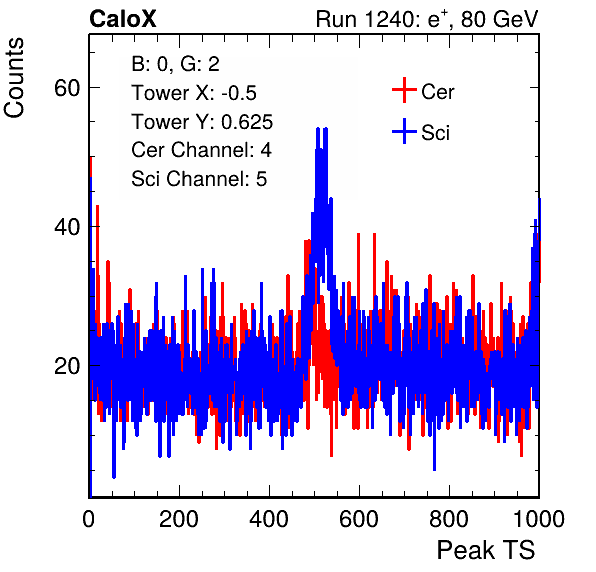 CaloX Run 1240: e⁺, 80 GeV
Counts
B: 0, G: 2
Tower X: -0.5
Tower Y: 0.625
Cer Channel: 4
Sci Channel: 5
Cer
Sci
60
40
20
0 200 400 600 800 1000
Peak TS